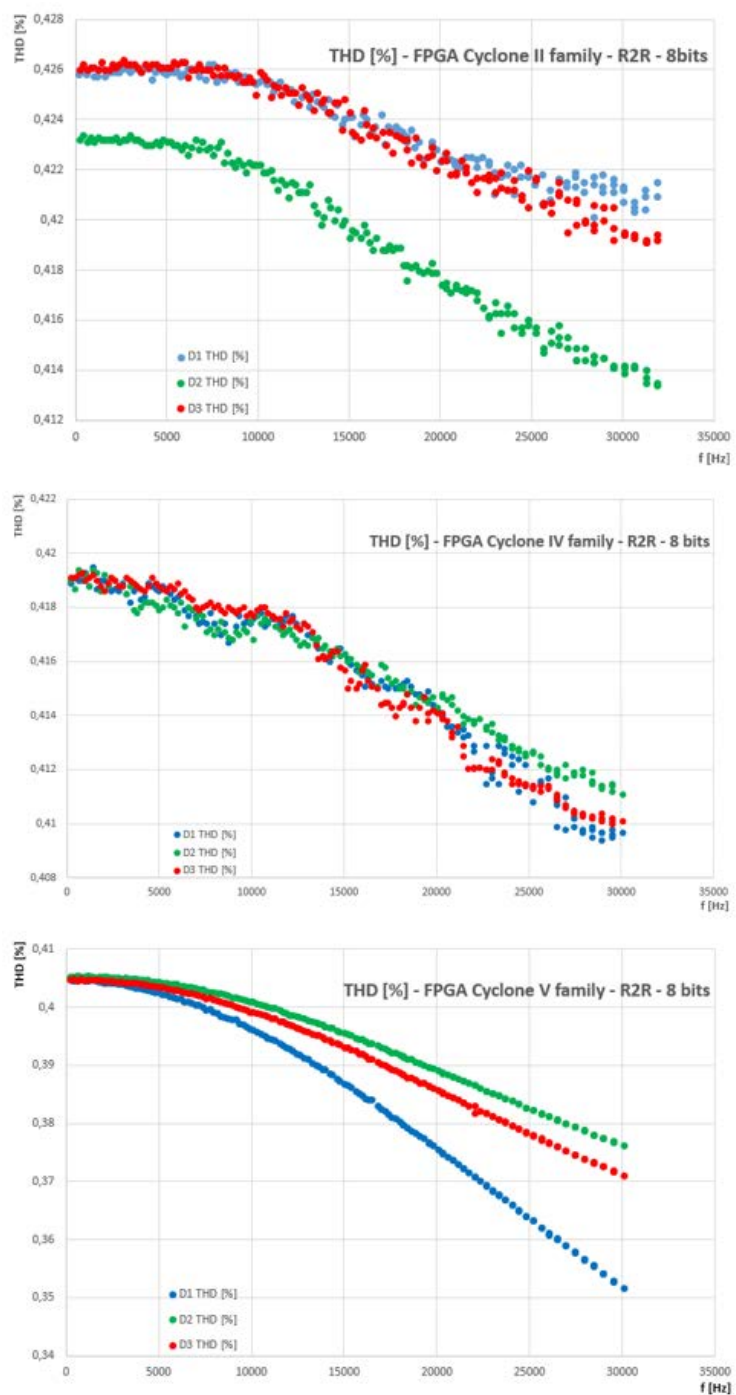 THD [%]
THD [%] - FPGA Cyclone II family - R2R - 8bits
0,428
0,426
0,424
0,422
0,42
0,418
0,416
0,414
0,412
D1 THD [%]
D2 THD [%]
D3 THD [%]
0 5000 10000 15000 20000 25000 30000 35000
f [Hz]
THD [%]
THD [%] - FPGA Cyclone IV family - R2R - 8 bits
0,422
0,42
0,418
0,416
0,414
0,412
0,41
0,408
D1 THD [%]
D2 THD [%]
D3 THD [%]
0 5000 10000 15000 20000 25000 30000 35000
f [Hz]
THD [%]
THD [%] - FPGA Cyclone V family - R2R - 8 bits
0,41
0,4
0,39
0,38
0,37
0,36
0,35
0,34
D1 THD [%]
D2 THD [%]
D3 THD [%]
0 5000 10000 15000 20000 25000 30000 35000
f [Hz]